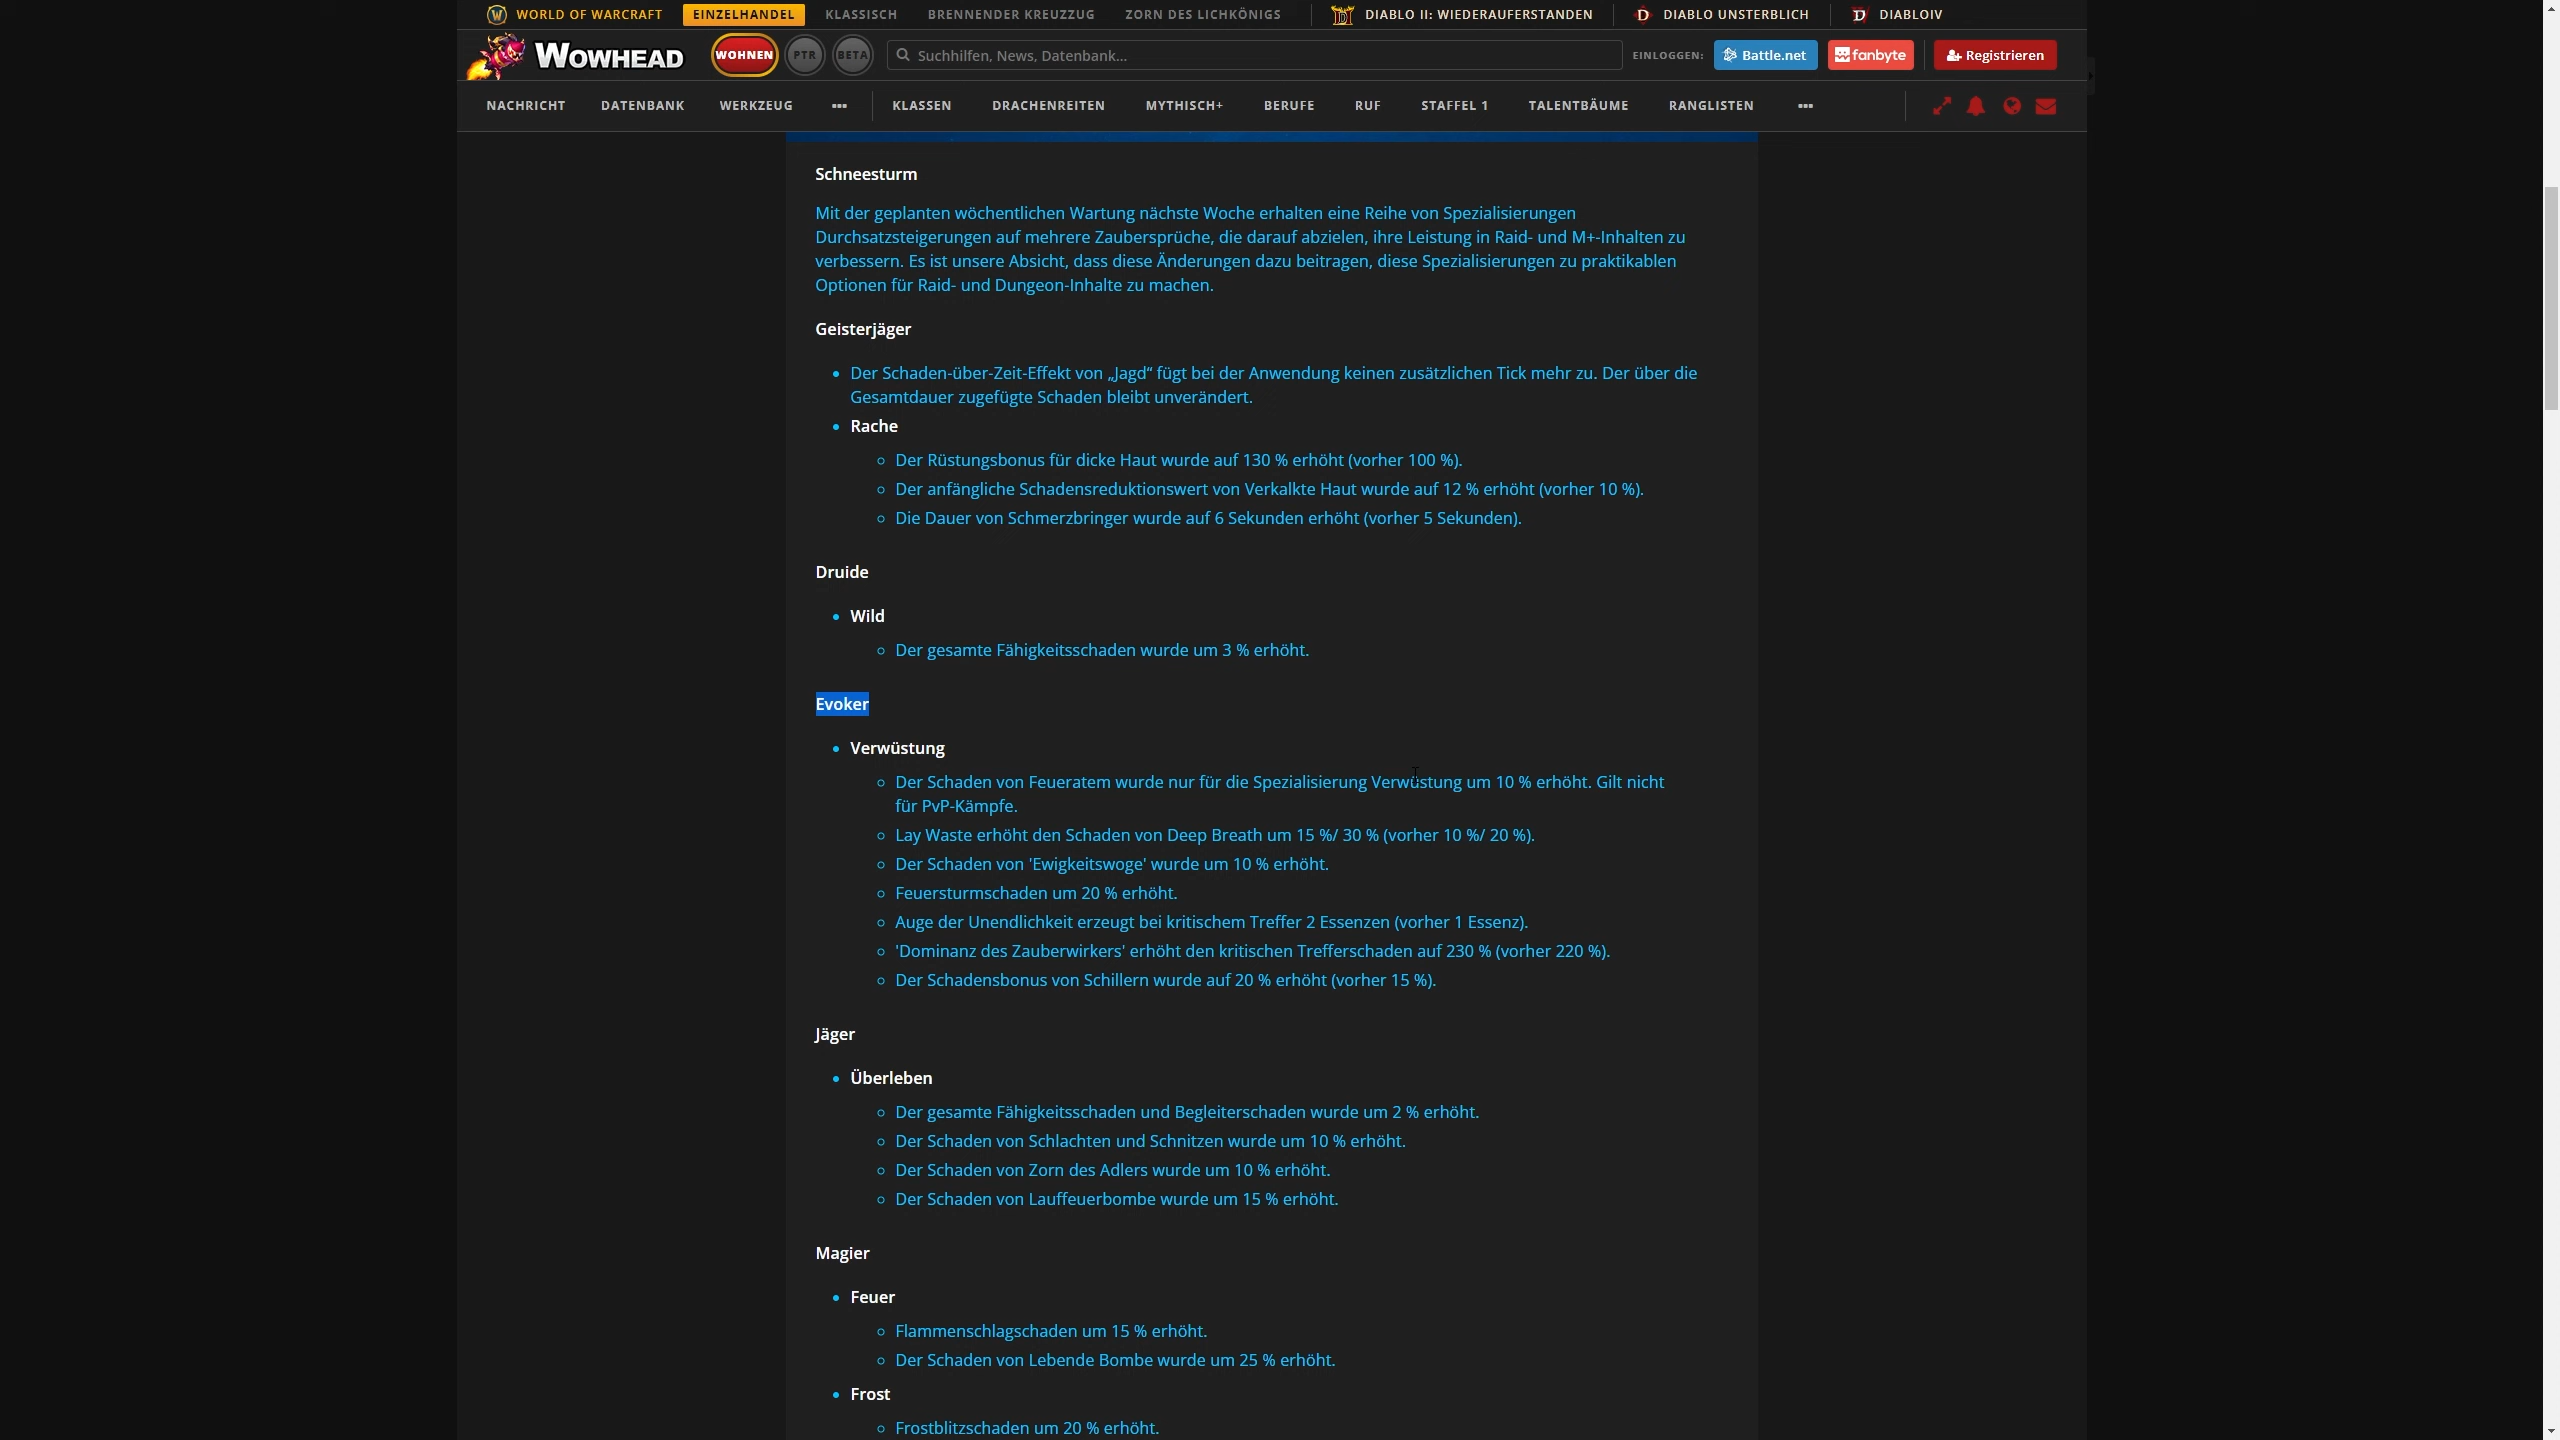 WORLD OF WARCRAFT EINZELHANDEL KLASSISCH BRENNENDER KREUZZUG ZORN DES LICHKÖNIGS DIABLO II: WIEDERAUFERSTANDEN DIABLO UNSTERBLICH DIABLOIV
WOWHEAD WOHNEN PTR BETA Suchhilfen, News, Datenbank... EINLOGGEN: Battle.net fanbyte Registrieren
NACHRICHT DATENBANK WERKZEUG ••• KLASSEN DRACHENREITEN MYTHISCH+ BERUFE RUF STAFFEL 1 TALENTBÄUME RANGLISTEN •••
Schneesturm
Mit der geplanten wöchentlichen Wartung nächste Woche erhalten eine Reihe von Spezialisierungen
Durchsatzsteigerungen auf mehrere Zaubersprüche, die darauf abzielen, ihre Leistung in Raid- und M+-Inhalten zu
verbessern. Es ist unsere Absicht, dass diese Änderungen dazu beitragen, diese Spezialisierungen zu praktikablen
Optionen für Raid- und Dungeon-Inhalte zu machen.
Geisterjäger
Der Schaden-über-Zeit-Effekt von „Jagd“ fügt bei der Anwendung keinen zusätzlichen Tick mehr zu. Der über die
Gesamtdauer zugefügte Schaden bleibt unverändert.
Rache
Der Rüstungsbonus für dicke Haut wurde auf 130 % erhöht (vorher 100 %).
Der anfängliche Schadensreduktionswert von Verkalkte Haut wurde auf 12 % erhöht (vorher 10 %).
Die Dauer von Schmerzbringer wurde auf 6 Sekunden erhöht (vorher 5 Sekunden).
Druide
Wild
Der gesamte Fähigkeitsschaden wurde um 3 % erhöht.
Evoker
Verwüstung
Der Schaden von Feueratem wurde nur für die Spezialisierung Verwüstung um 10 % erhöht. Gilt nicht
für PvP-Kämpfe.
Lay Waste erhöht den Schaden von Deep Breath um 15 %/ 30 % (vorher 10 %/ 20 %).
Der Schaden von 'Ewigkeitswoge' wurde um 10 % erhöht.
Feuersturmschaden um 20 % erhöht.
Auge der Unendlichkeit erzeugt bei kritischem Treffer 2 Essenzen (vorher 1 Essenz).
'Dominanz des Zauberwirkers' erhöht den kritischen Trefferschaden auf 230 % (vorher 220 %).
Der Schadensbonus von Schillern wurde auf 20 % erhöht (vorher 15 %).
Jäger
Überleben
Der gesamte Fähigkeitsschaden und Begleiterschaden wurde um 2 % erhöht.
Der Schaden von Schlachten und Schnitzen wurde um 10 % erhöht.
Der Schaden von Zorn des Adlers wurde um 10 % erhöht.
Der Schaden von Lauffeuerbombe wurde um 15 % erhöht.
Magier
Feuer
Flammenschlagschaden um 15 % erhöht.
Der Schaden von Lebende Bombe wurde um 25 % erhöht.
Frost
Frostblitzschaden um 20 % erhöht.